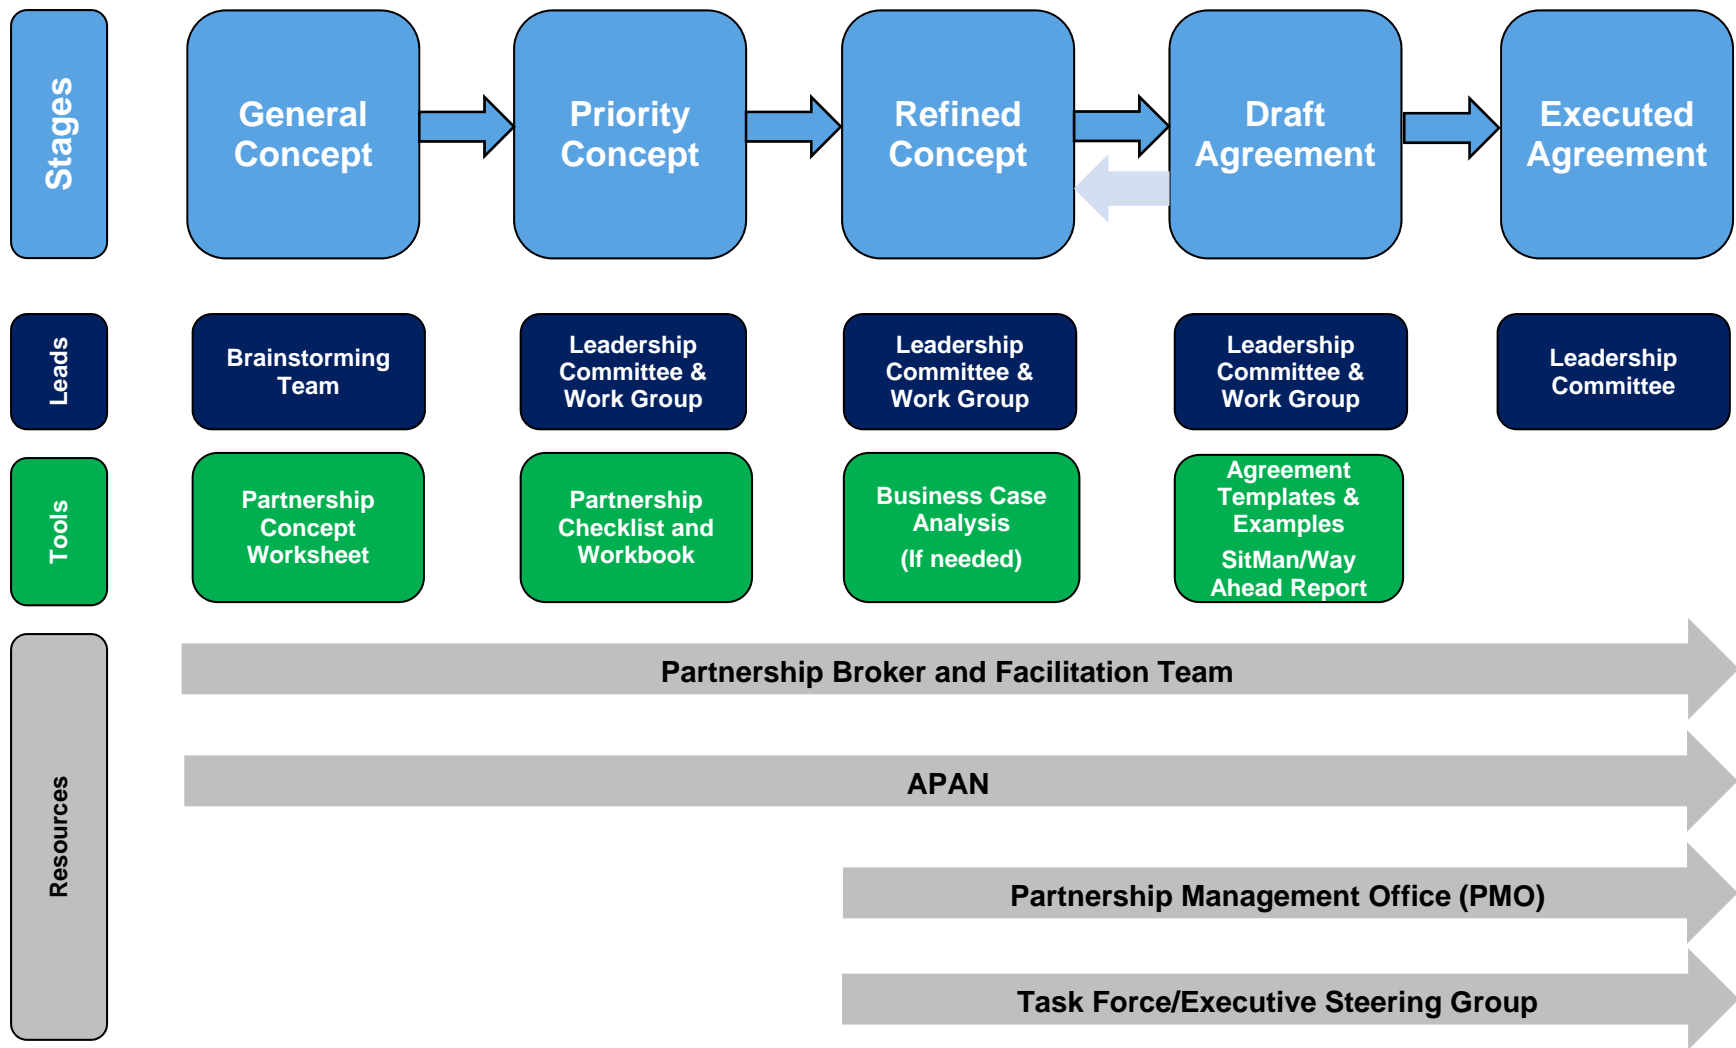 Stages
General
Concept
Priority
Concept
Refined
Concept
Draft
Agreement
Executed
Agreement
Leads
Brainstorming
Team
Leadership
Committee &
Work Group
Leadership
Committee &
Work Group
Leadership
Committee &
Work Group
Leadership
Committee
Tools
Partnership
Concept
Worksheet
Partnership
Checklist and
Workbook
Business Case
Analysis
(If needed)
Agreement
Templates &
Examples
SitMan/Way
Ahead Report
Resources
Partnership Broker and Facilitation Team
APAN
Partnership Management Office (PMO)
Task Force/Executive Steering Group